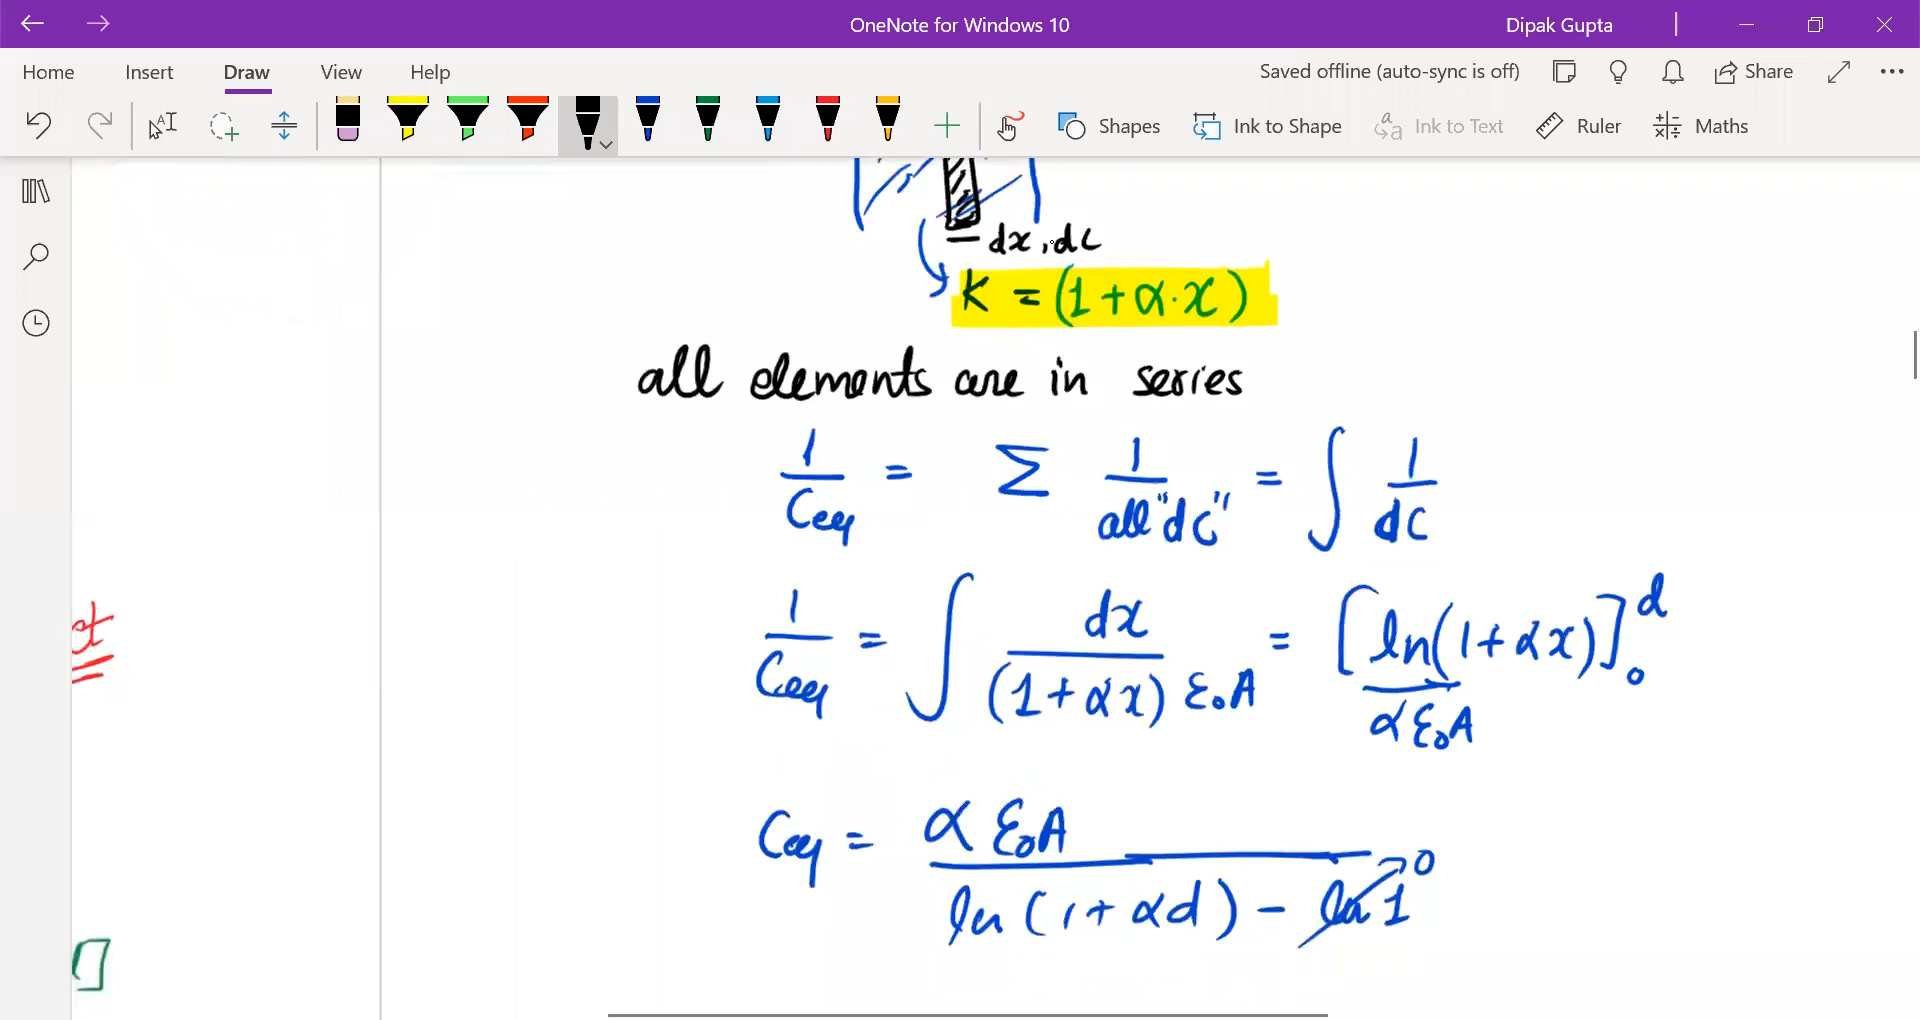 OneNote for Windows 10
Dipak Gupta
Home Insert Draw View Help
Saved offline (auto-sync is off) Share
Shapes Ink to Shape Ink to Text Ruler Maths
dx, dC
K = (1 + α·x)
all elements are in series
1/Ceq = Σ 1/all "dC" = ∫ 1/dC
1/Ceq = ∫ dx/((1+αx) ε₀A) = [ln(1+αx)]₀ᵈ/αε₀A
Ceq = αε₀A/(ln(1+αd) - ln 1) → 0